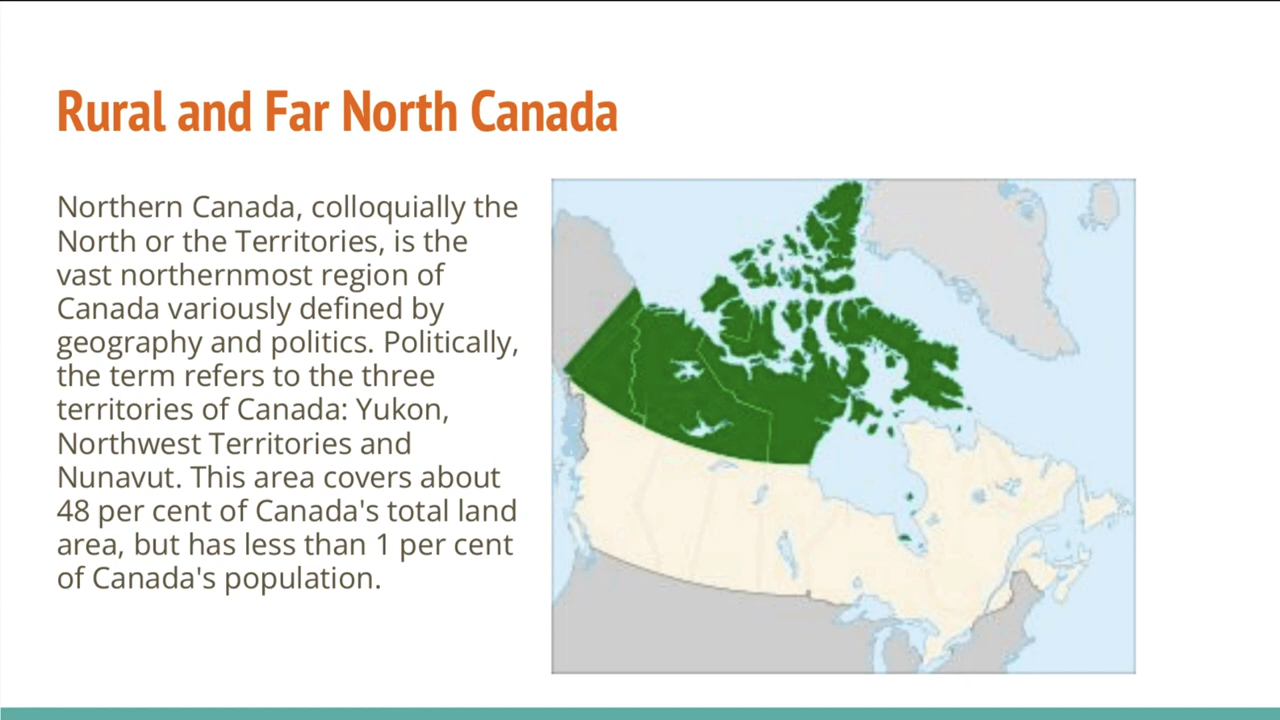 Rural and Far North Canada
Northern Canada, colloquially the
North or the Territories, is the
vast northernmost region of
Canada variously defined by
geography and politics. Politically,
the term refers to the three
territories of Canada: Yukon,
Northwest Territories and
Nunavut. This area covers about
48 per cent of Canada's total land
area, but has less than 1 per cent
of Canada's population.